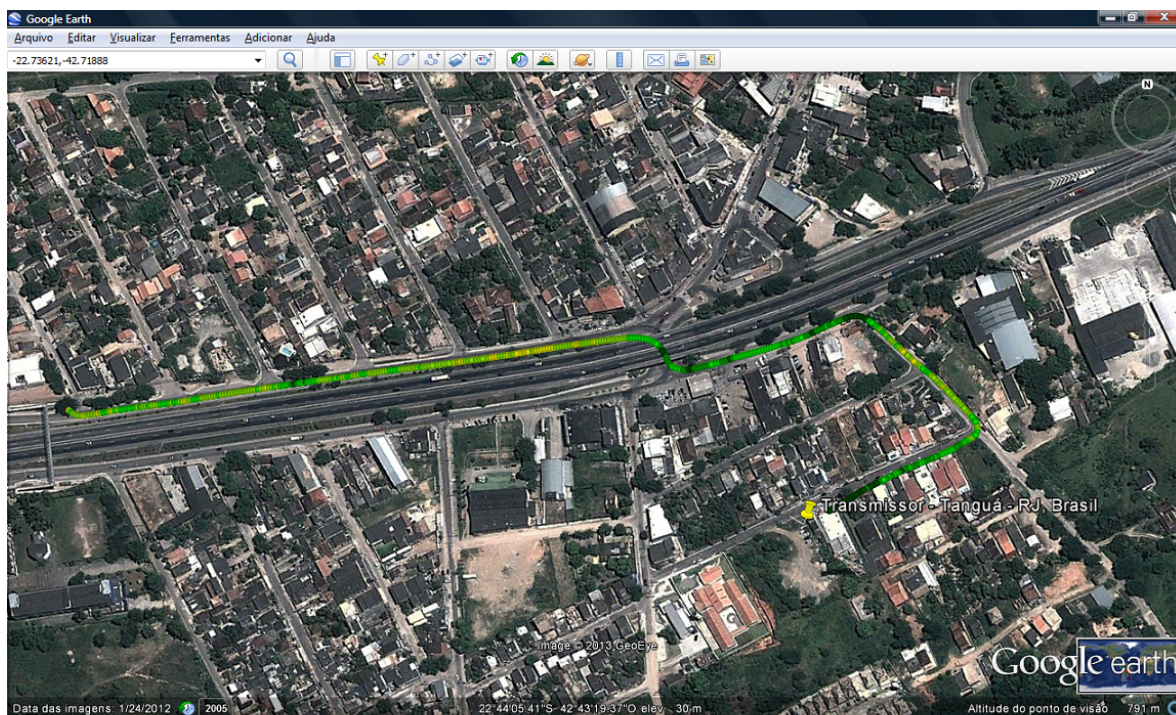 Google Earth
Arquivo Editar Visualizar Ferramentas Adicionar Ajuda
-22.73621,-42.71888
N
Transmissor - Tanguá - RJ. Brasil
Image © 2013 GeoEye
Google earth
Data das imagens: 1/24/2012 2005 22°44'05.41"S 42°43'19.37"O elev 30 m Altitude do ponto de visão 791 m